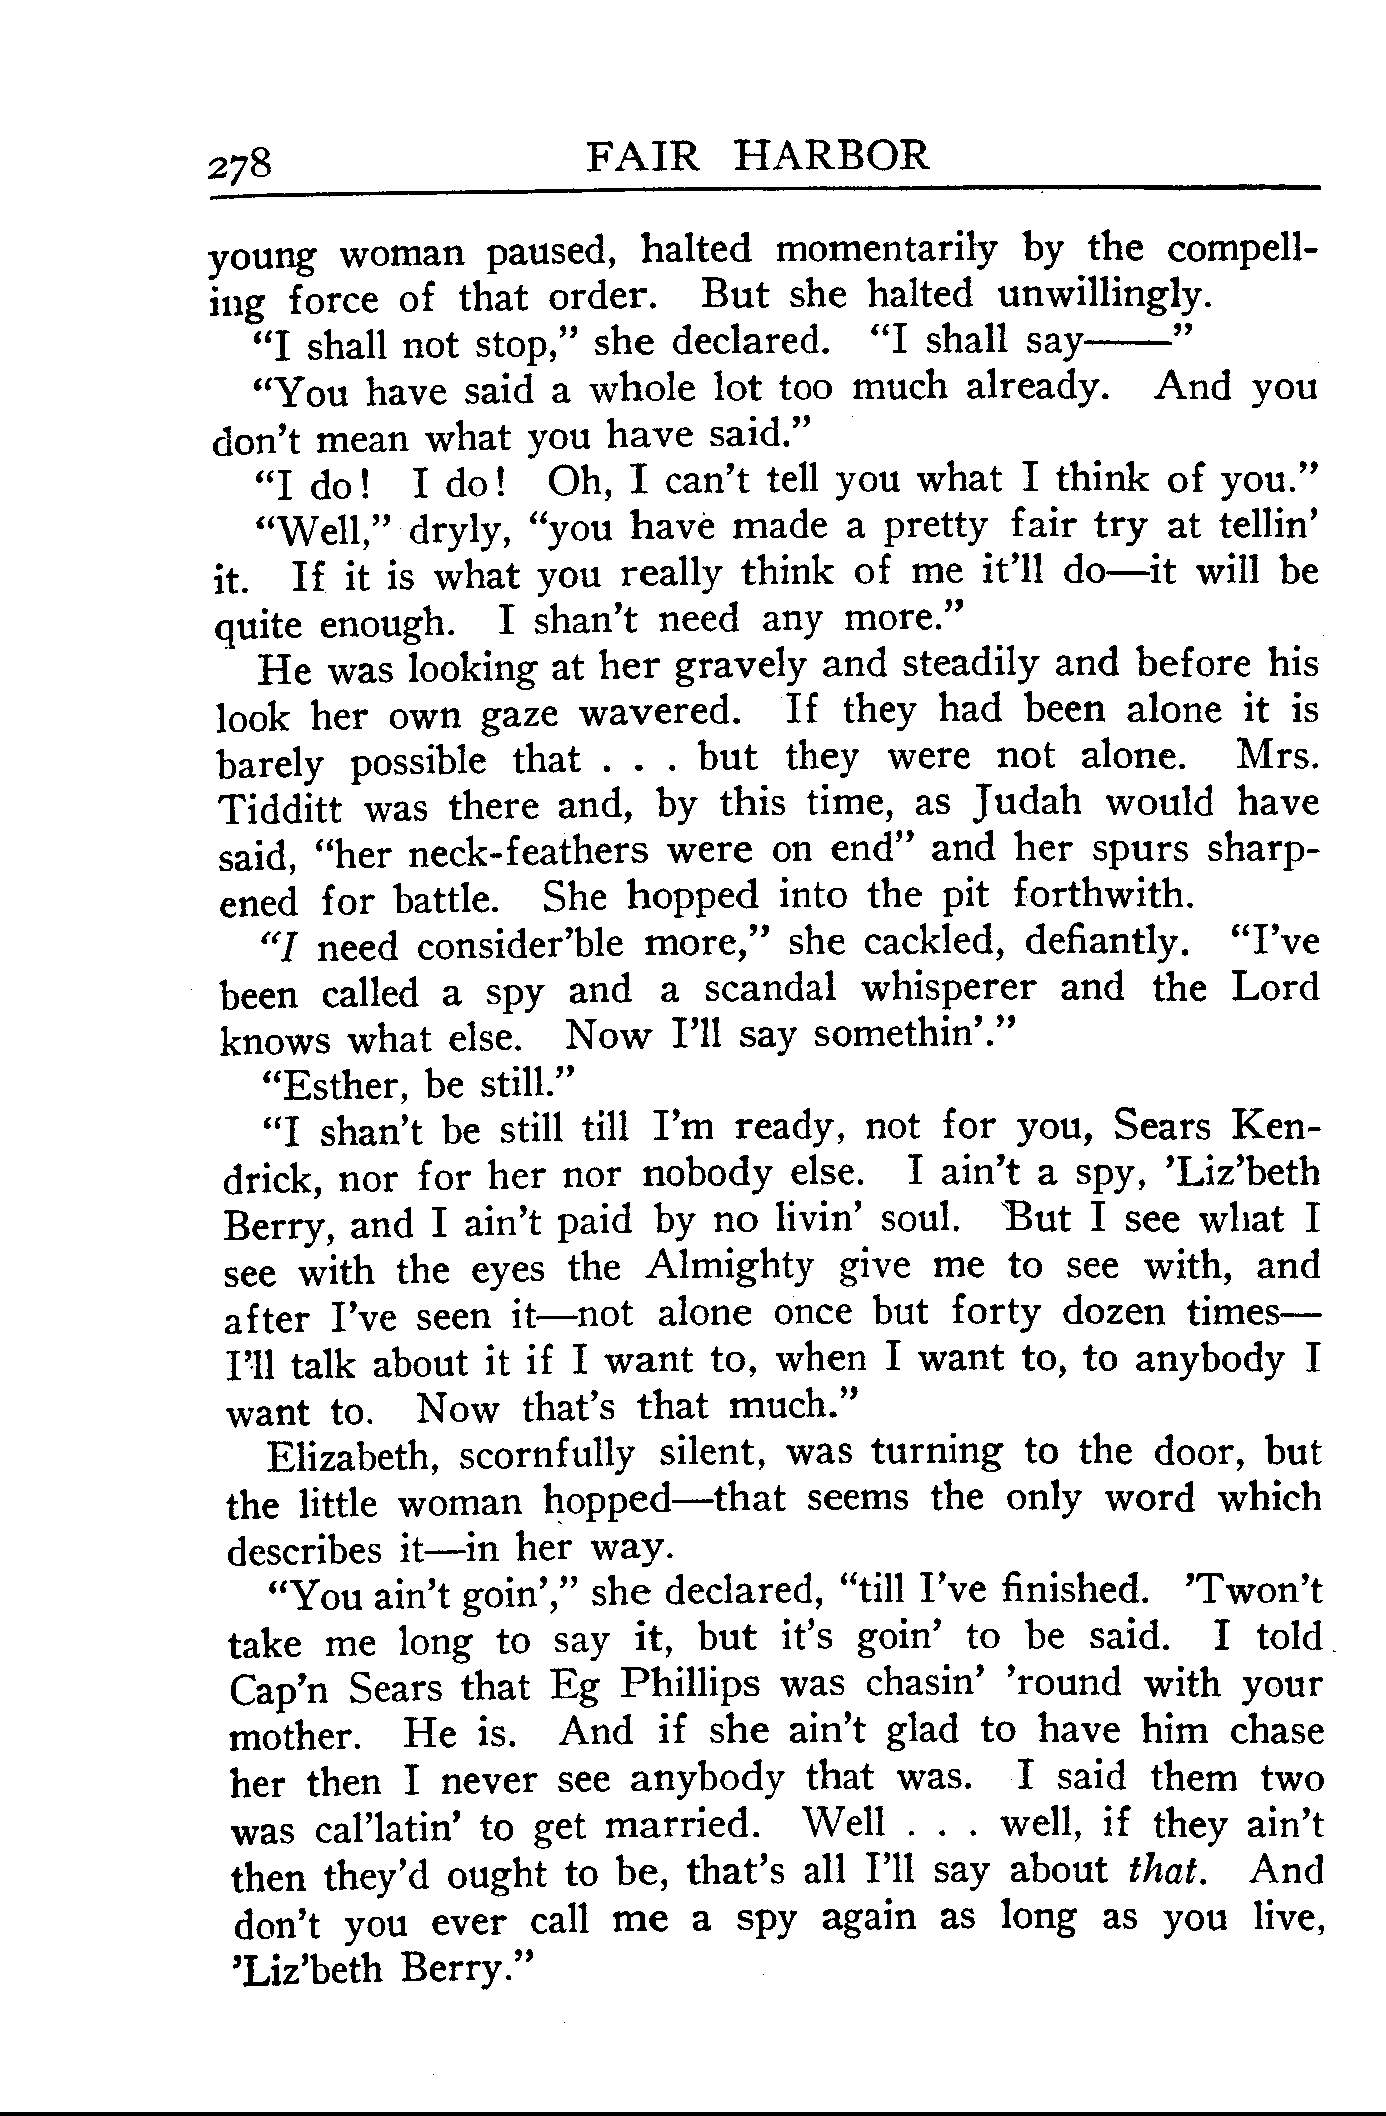 278 FAIR HARBOR
young woman paused, halted momentarily by the compell-
ing force of that order. But she halted unwillingly.
“I shall not stop,” she declared. “I shall say——”
“You have said a whole lot too much already. And you
don’t mean what you have said.”
“I do! I do! Oh, I can’t tell you what I think of you.”
“Well,” dryly, “you have made a pretty fair try at tellin’
it. If it is what you really think of me it’ll do—it will be
quite enough. I shan’t need any more.”
He was looking at her gravely and steadily and before his
look her own gaze wavered. If they had been alone it is
barely possible that . . . but they were not alone. Mrs.
Tidditt was there and, by this time, as Judah would have
said, “her neck-feathers were on end” and her spurs sharp-
ened for battle. She hopped into the pit forthwith.
“I need consider’ble more,” she cackled, defiantly. “I’ve
been called a spy and a scandal whisperer and the Lord
knows what else. Now I’ll say somethin’.”
“Esther, be still.”
“I shan’t be still till I’m ready, not for you, Sears Ken-
drick, nor for her nor nobody else. I ain’t a spy, ’Liz’beth
Berry, and I ain’t paid by no livin’ soul. But I see what I
see with the eyes the Almighty give me to see with, and
after I’ve seen it—not alone once but forty dozen times—
I’ll talk about it if I want to, when I want to, to anybody I
want to. Now that’s that much.”
Elizabeth, scornfully silent, was turning to the door, but
the little woman hopped—that seems the only word which
describes it—in her way.
“You ain’t goin’,” she declared, “till I’ve finished. ’Twon’t
take me long to say it, but it’s goin’ to be said. I told
Cap’n Sears that Eg Phillips was chasin’ ’round with your
mother. He is. And if she ain’t glad to have him chase
her then I never see anybody that was. I said them two
was cal’latin’ to get married. Well . . . well, if they ain’t
then they’d ought to be, that’s all I’ll say about that. And
don’t you ever call me a spy again as long as you live,
’Liz’beth Berry.”